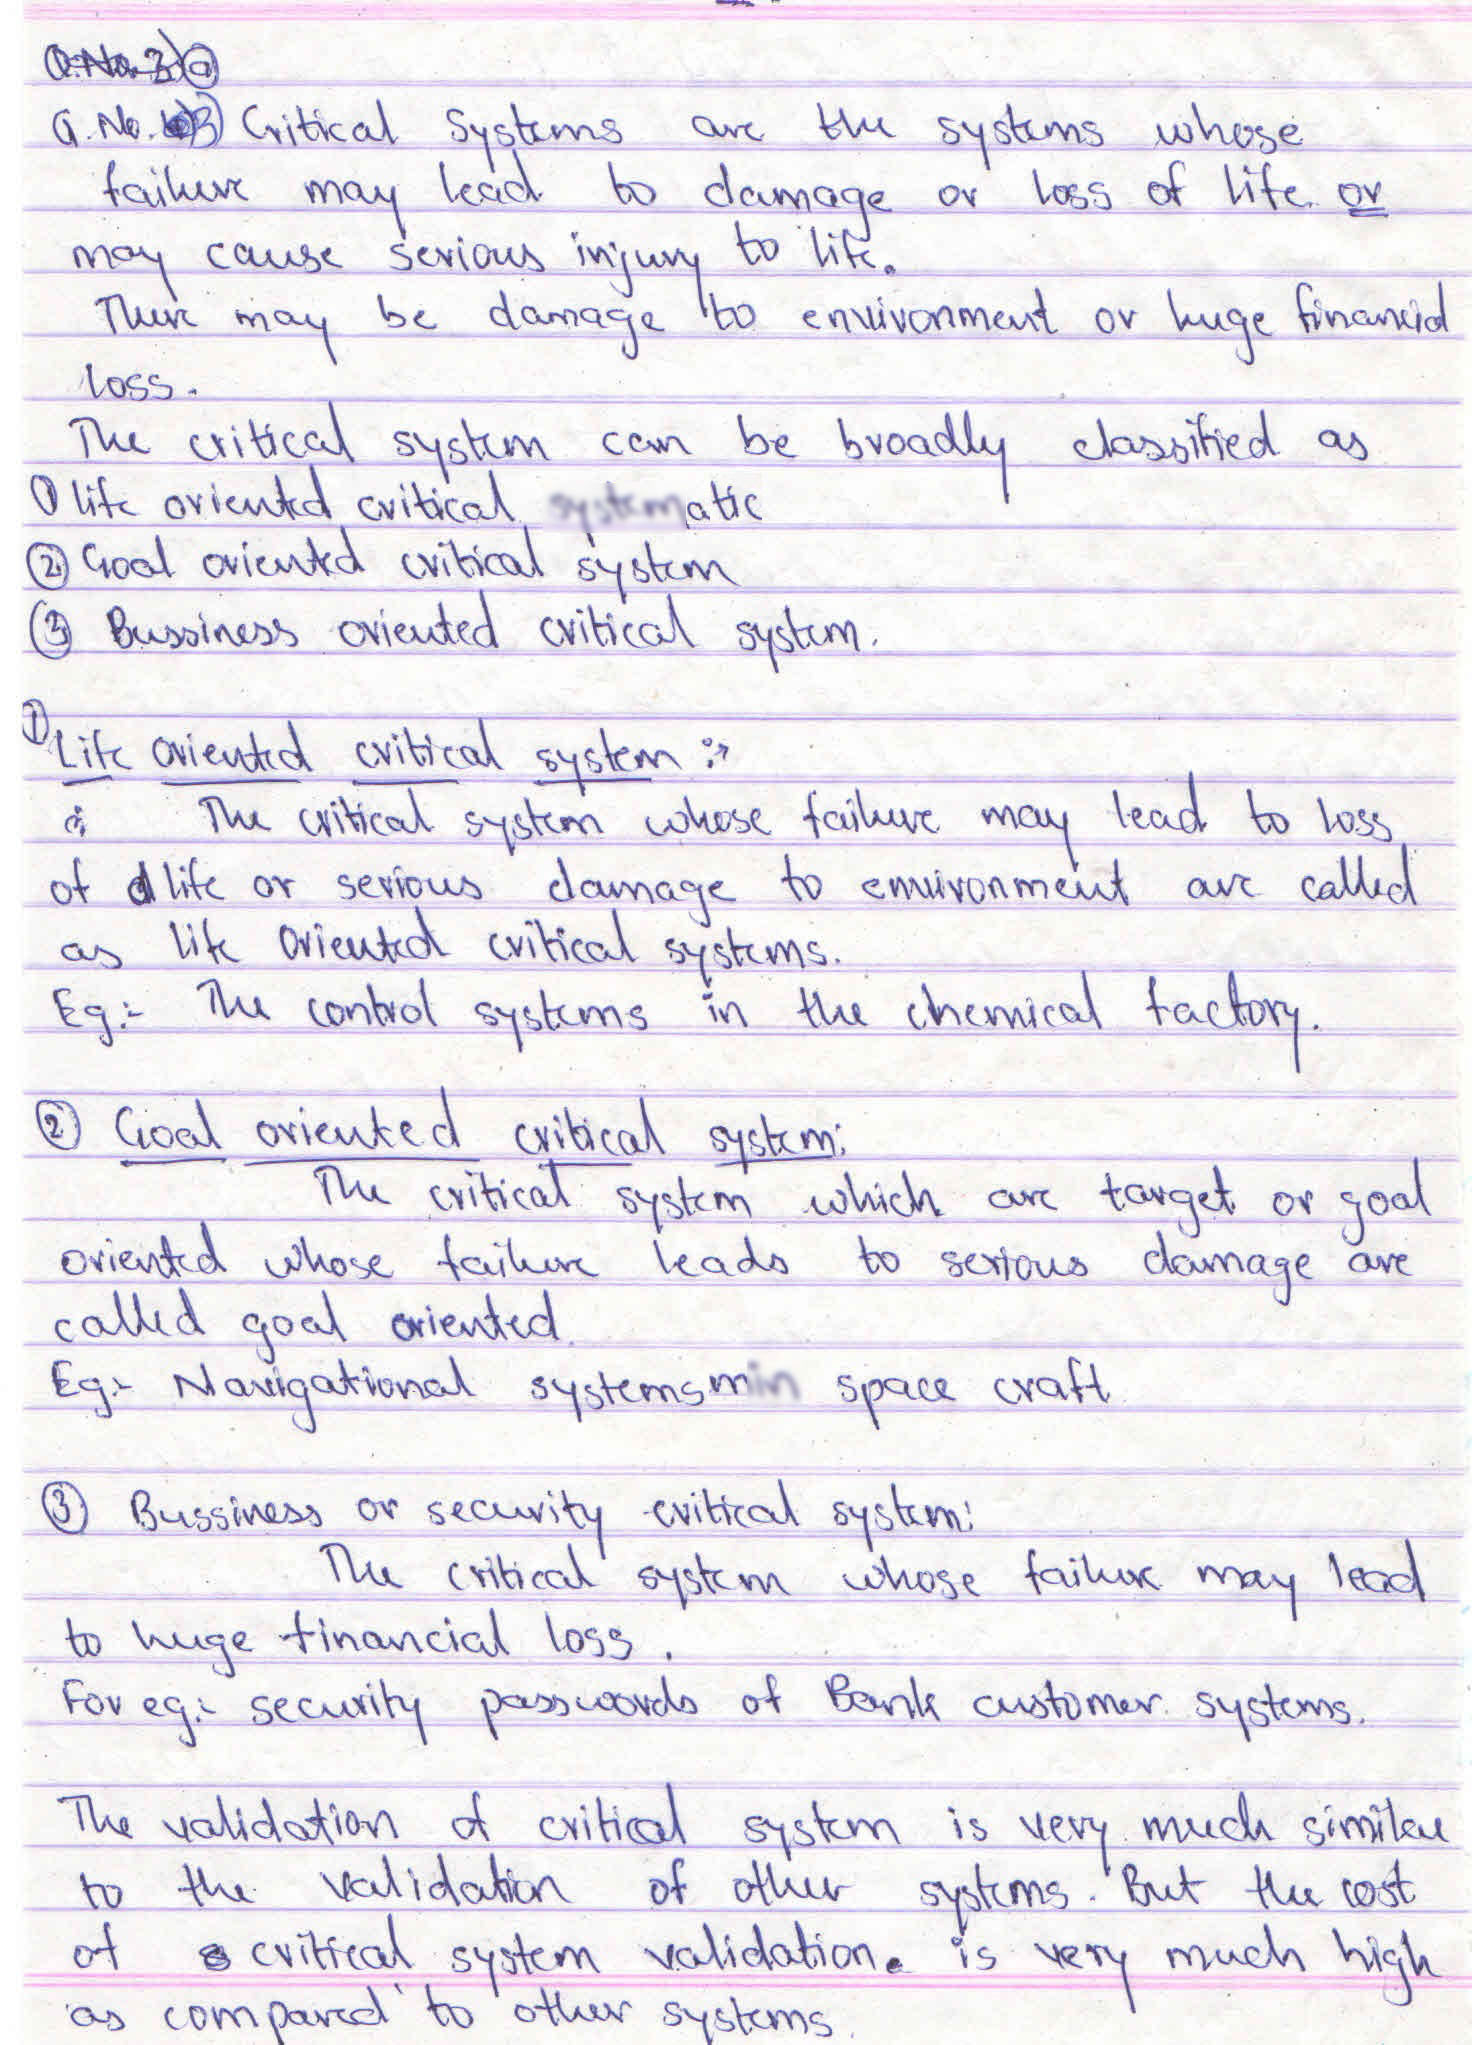 Q. No. 3) a
Q. No. 3) Critical Systems are the systems whose
failure may lead to damage or loss of life or
may cause serious injury to life.
There may be damage to environment or huge financial
loss.
The critical system can be broadly classified as
1 life oriented critical atic
2 Goal oriented critical system
3 Bussiness oriented critical system.
1
Life oriented critical system :→
The critical system whose failure may lead to loss
of life or serious damage to environment are called
as life oriented critical systems.
Eg:- The control systems in the chemical factory.
2 Goal oriented critical system:
The critical system which are target or goal
oriented whose failure leads to serious damage are
called goal oriented.
Eg:- Navigational systems space craft
3 Bussiness or security critical system:
The critical system whose failure may lead
to huge financial loss.
For eg:- security passwords of Bank customer systems.
The validation of critical system is very much similar
to the validation of other systems. But the cost
of critical system validation is very much high
as compared to other systems.